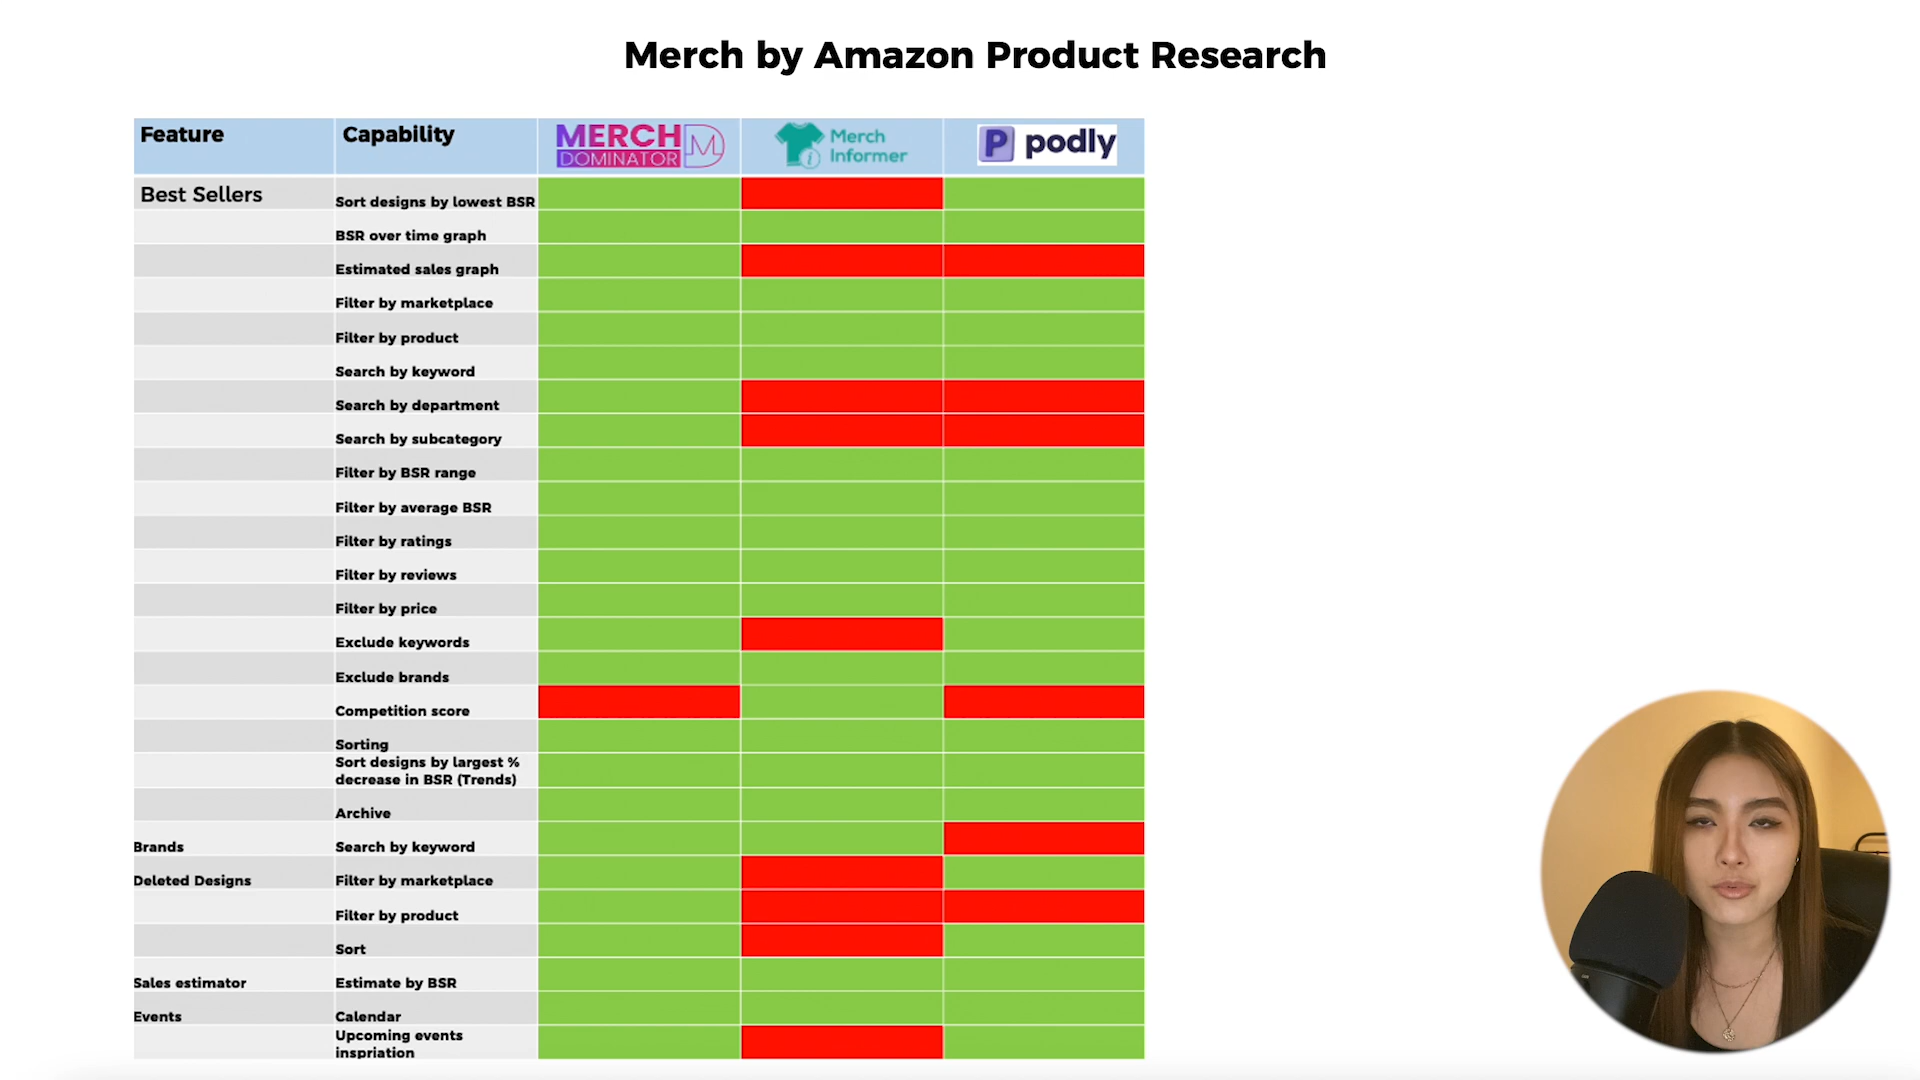 Merch by Amazon Product Research
Feature Capability MERCH DOMINATOR Merch Informer podly
Best Sellers Sort designs by lowest BSR
BSR over time graph
Estimated sales graph
Filter by marketplace
Filter by product
Search by keyword
Search by department
Search by subcategory
Filter by BSR range
Filter by average BSR
Filter by ratings
Filter by reviews
Filter by price
Exclude keywords
Exclude brands
Competition score
Sorting
Sort designs by largest %
decrease in BSR (Trends)
Archive
Brands Search by keyword
Deleted Designs Filter by marketplace
Filter by product
Sort
Sales estimator Estimate by BSR
Events Calendar
Upcoming events
inspriation